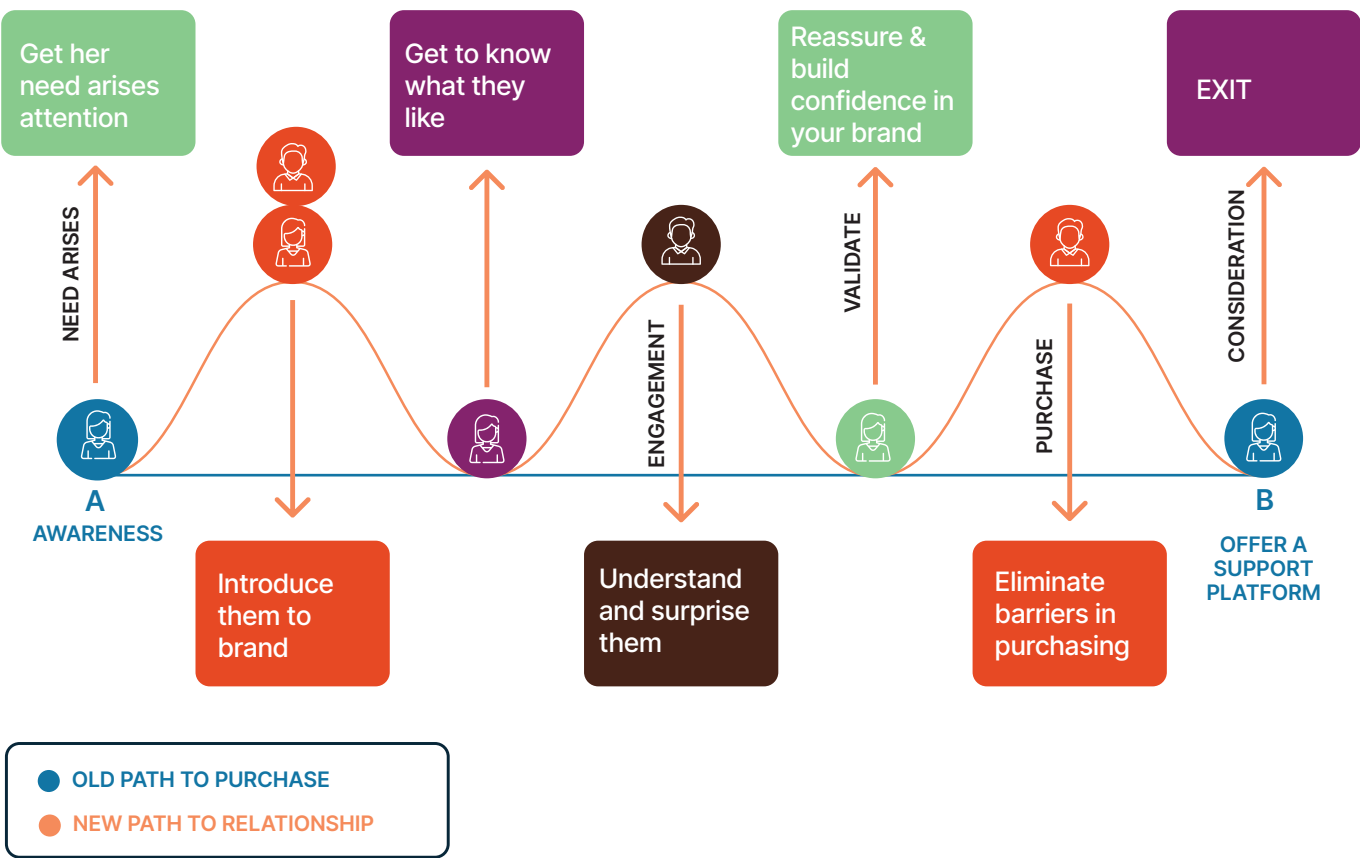 Get her
need arises
attention
Get to know
what they
like
Reassure &
build
confidence in
your brand
EXIT
NEED ARISES
ENGAGEMENT
VALIDATE
PURCHASE
CONSIDERATION
A
AWARENESS
B
OFFER A
SUPPORT
PLATFORM
Introduce
them to
brand
Understand
and surprise
them
Eliminate
barriers in
purchasing
OLD PATH TO PURCHASE
NEW PATH TO RELATIONSHIP